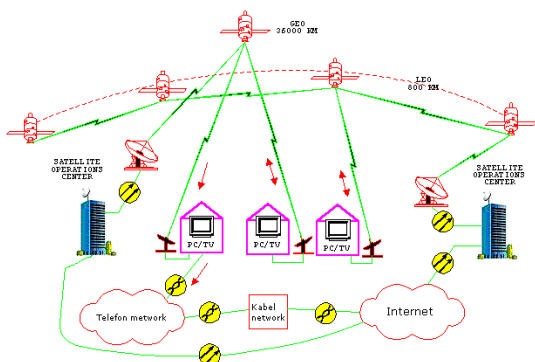 GEO
36000 KM
LEO
800 KM
SATELLITE
OPERATIONS
CENTER
SATELLITE
OPERATIONS
CENTER
PC/TV
PC/TV
PC/TV
Telefon metwork
Kabel
network
Internet